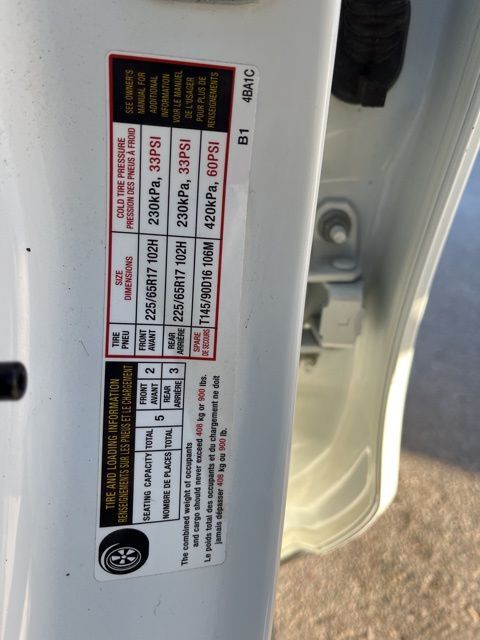 TIRE AND LOADING INFORMATION
RENSEIGNEMENTS SUR LES PNEUS ET LE CHARGEMENT
SEATING CAPACITY TOTAL 5 FRONT AVANT 2
NOMBRE DE PLACES TOTAL REAR ARRIÈRE 3
The combined weight of occupants
and cargo should never exceed 408 kg or 900 lbs.
Le poids total des occupants et du chargement ne doit
jamais dépasser 408 kg ou 900 lb.
TIRE PNEU SIZE DIMENSIONS COLD TIRE PRESSURE PRESSION DES PNEUS À FROID
FRONT AVANT 225/65R17 102H 230kPa, 33PSI
REAR ARRIÈRE 225/65R17 102H 230kPa, 33PSI
SPARE DE SECOURS T145/90D16 106M 420kPa, 60PSI
SEE OWNER'S
MANUAL FOR
ADDITIONAL
INFORMATION
VOIR LE MANUEL
DE L'USAGER
POUR PLUS DE
RENSEIGNEMENTS
B1 4BA1C